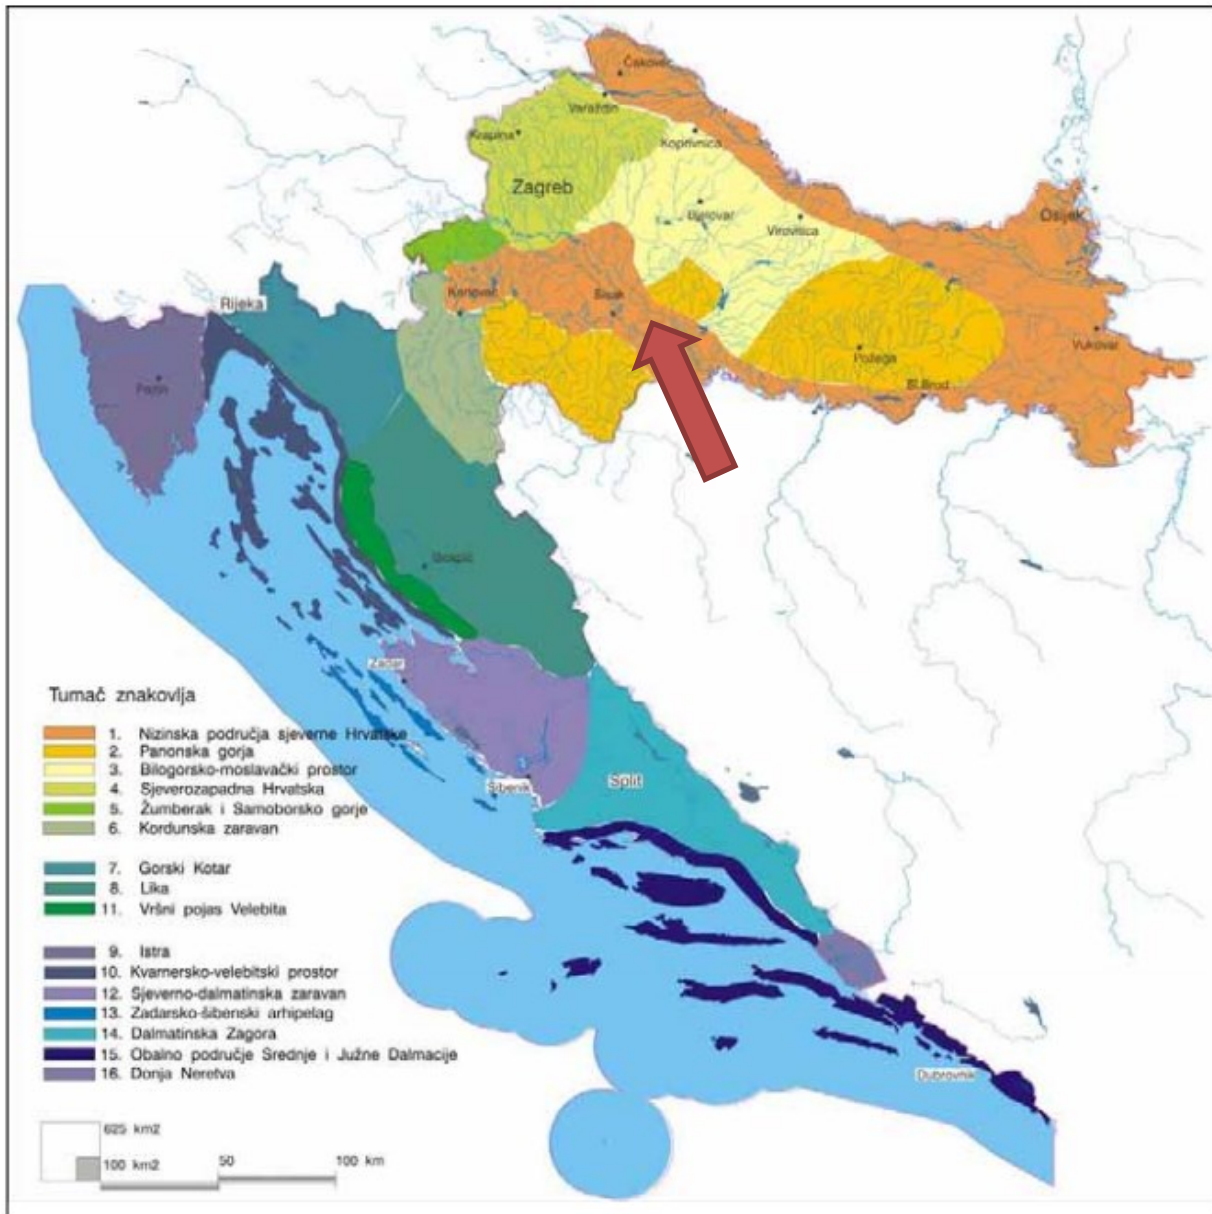 Čakovec
Varaždin
Krapina
Koprivnica
Zagreb
Bjelovar
Virovitica
Osijek
Karlovac
Sisak
Rijeka
Vukovar
Požega
Sl.Brod
Pazin
Gospić
Zadar
Šibenik
Split
Dubrovnik
Tumač znakovlja
1. Nizinska područja sjeverne Hrvatske
2. Panonska gorja
3. Bilogorsko-moslavački prostor
4. Sjeverozapadna Hrvatska
5. Žumberak i Samoborsko gorje
6. Kordunska zaravan
7. Gorski Kotar
8. Lika
11. Vršni pojas Velebita
9. Istra
10. Kvarnersko-velebitski prostor
12. Sjeverno-dalmatinska zaravan
13. Zadarsko-šibenski arhipelag
14. Dalmatinska Zagora
15. Obalno područje Srednje i Južne Dalmacije
16. Donja Neretva
625 km2
100 km2
50
100 km